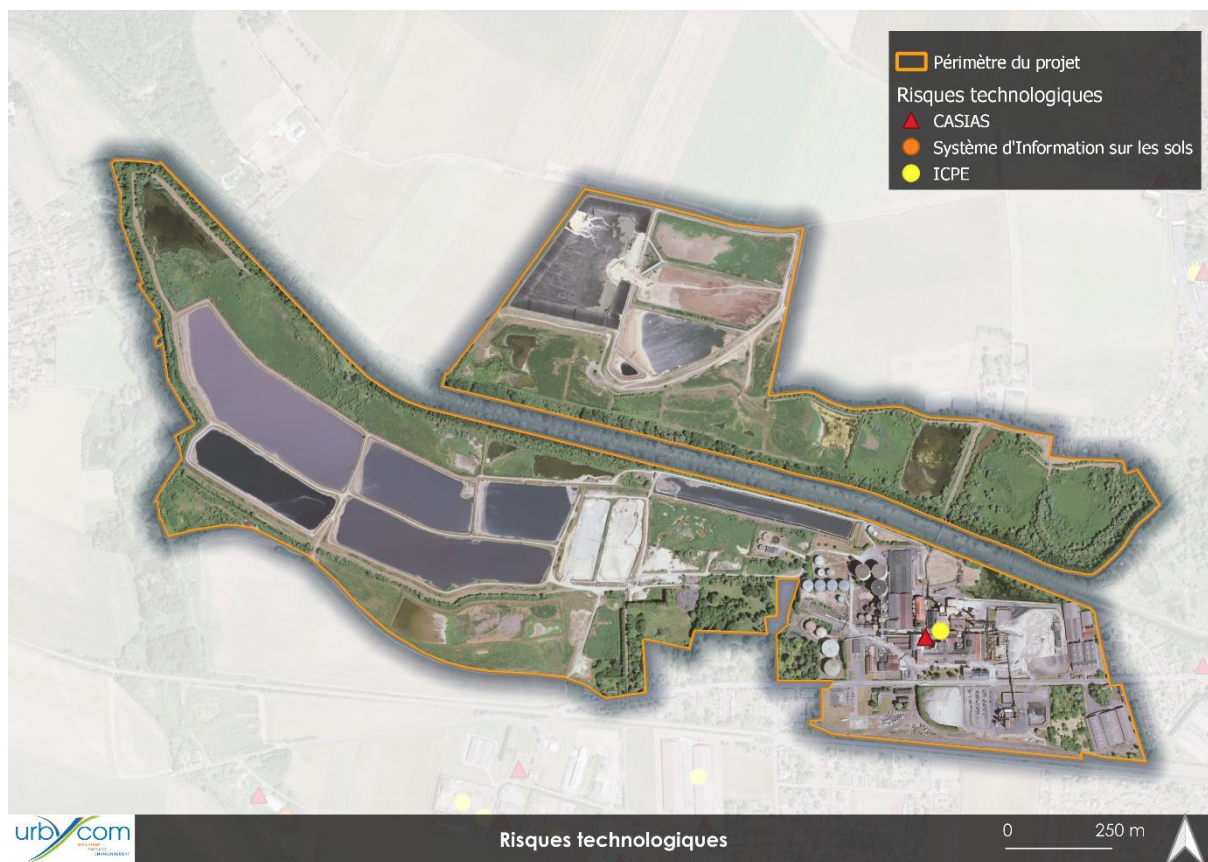 Périmètre du projet
Risques technologiques
CASIAS
Système d'Information sur les sols
ICPE
urbycom
Risques technologiques
0 250 m